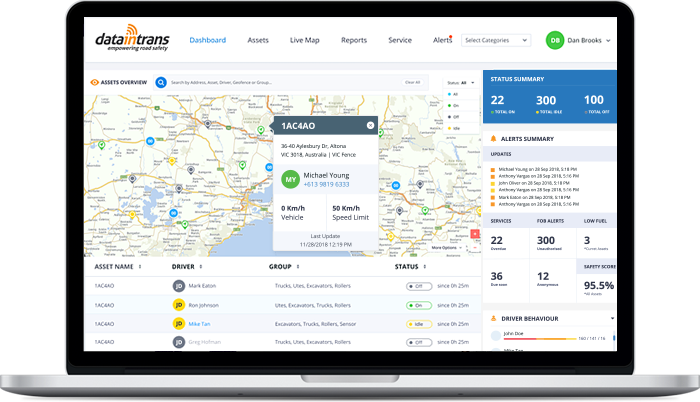 dataintrans
empowering road safety
Dashboard Assets Live Map Reports Service Alerts Select Categories DB Dan Brooks
ASSETS OVERVIEW Search by Address, Asset, Driver, Geofence or Group... Clear All
Status: All
All
On
Off
Idle
1AC4AO
36-40 Aylesbury Dr, Altona
VIC 3018, Australia | VIC Fence
MY Michael Young
+613 9819 6333
0 Km/h 50 Km/h
Vehicle Speed Limit
Last Update
11/28/2018 12:19 PM
More Options
ASSET NAME DRIVER GROUP STATUS
1AC4AO JD Mark Eaton Trucks, Utes, Excavators, Rollers Off since 0h 25m
1AC4AO JD Ron Johnson Utes, Excavators, Trucks, Rollers On since 0h 25m
1AC4AO JD Mike Tan Excavators, Trucks, Rollers, Sensor Idle since 0h 25m
1AC4AO JD Greg Hofman Trucks, Utes, Excavators, Rollers Off since 0h 25m
STATUS SUMMARY
22 300 100
TOTAL ON TOTAL IDLE TOTAL OFF
ALERTS SUMMARY
UPDATES
Michael Young on 28 Sep 2018, 5:18 PM
Anthony Vargas on 28 Sep 2018, 5:16 PM
John Oliver on 28 Sep 2018, 5:18 PM
Anthony Vargas on 28 Sep 2018, 5:16 PM
Mark Eaton on 28 Sep 2018, 5:18 PM
Anthony Vargas on 28 Sep 2018, 5:16 PM
SERVICES FOB ALERTS LOW FUEL
22 300 3
Overdue Unauthorised
36 12 SAFETY SCORE
Due soon Anonymous 95.5%
DRIVER BEHAVIOUR
John Doe
160 / 141 / 16
Mike Tan